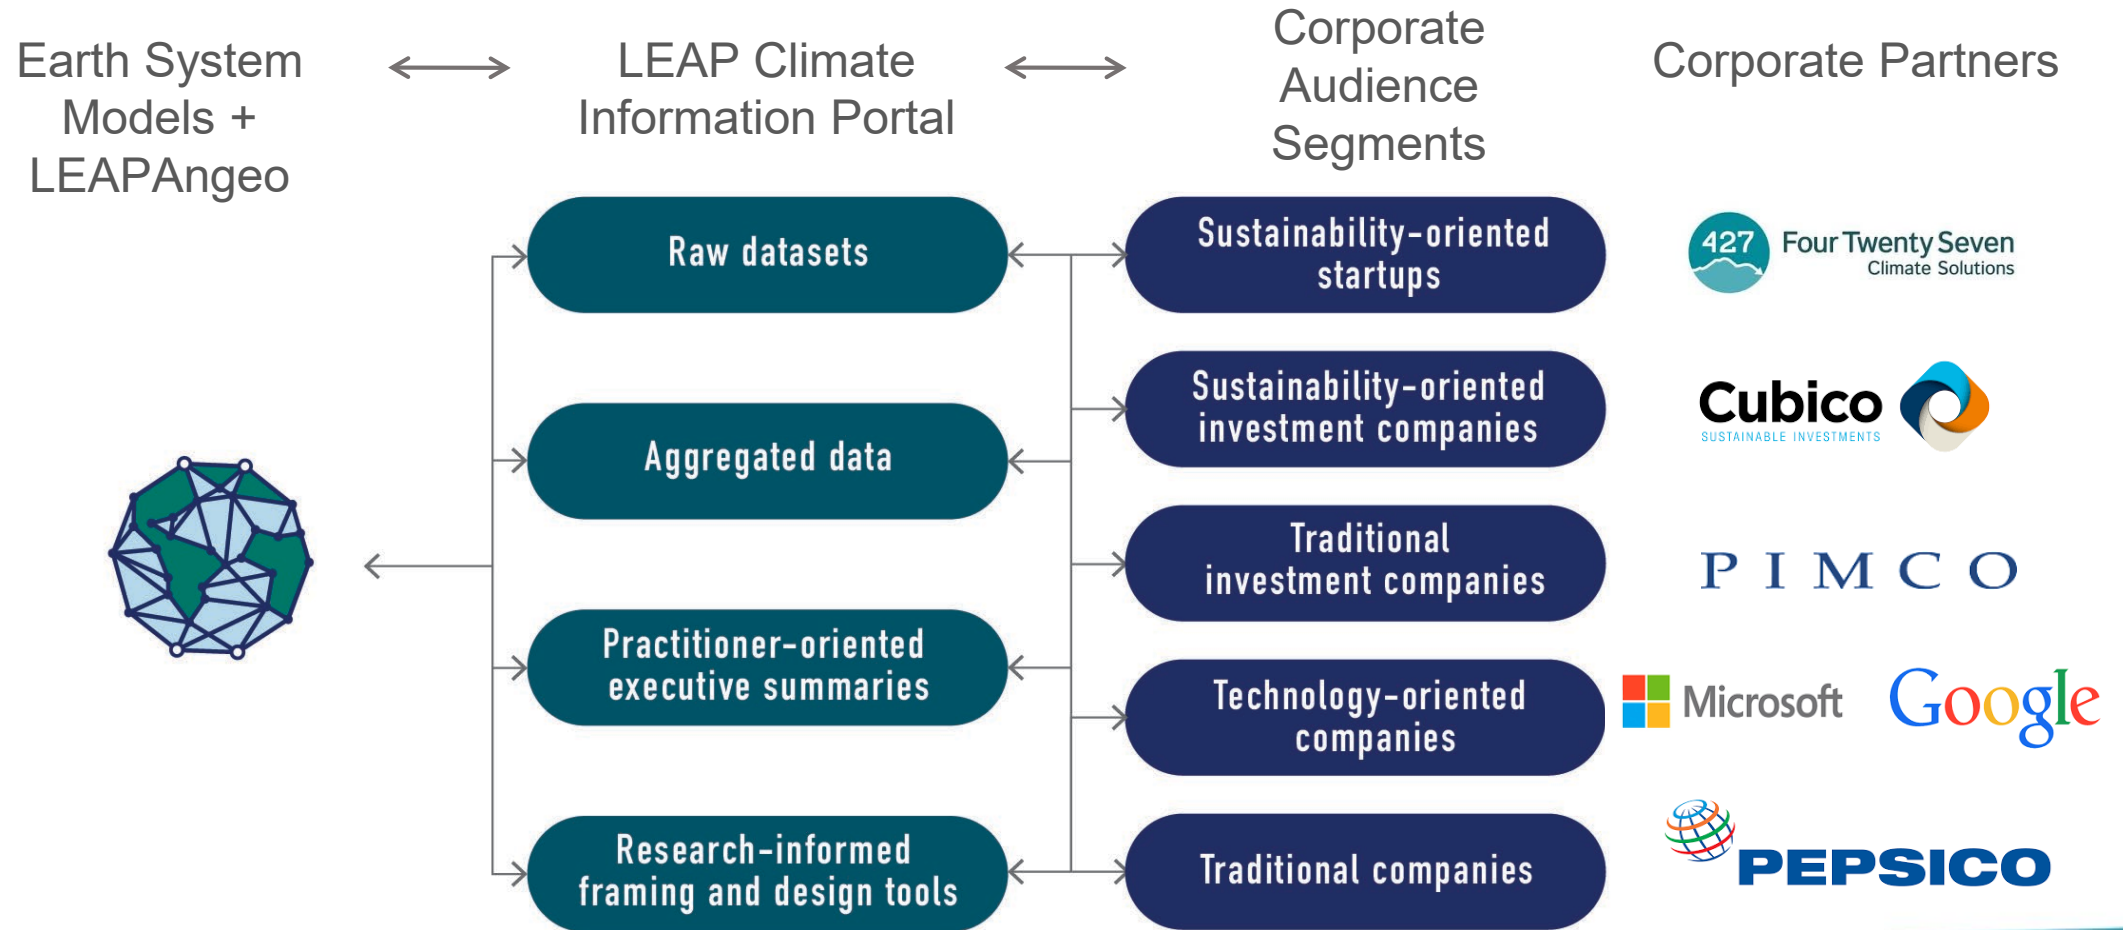 Earth System
Models +
LEAPAngeo
LEAP Climate
Information Portal
Corporate
Audience
Segments
Corporate Partners
Raw datasets
Aggregated data
Practitioner-oriented
executive summaries
Research-informed
framing and design tools
Sustainability-oriented
startups
Sustainability-oriented
investment companies
Traditional
investment companies
Technology-oriented
companies
Traditional companies
427
Four Twenty Seven
Climate Solutions
Cubico
SUSTAINABLE INVESTMENTS
PIMCO
Microsoft
Google
PEPSICO